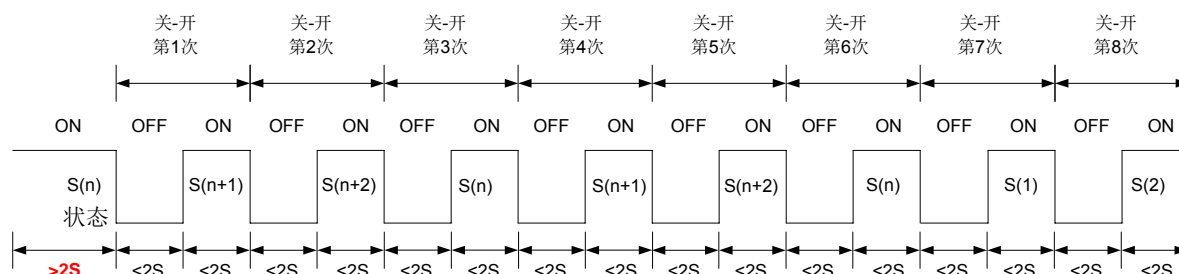 关-开 关-开 关-开 关-开 关-开 关-开 关-开 关-开
第1次 第2次 第3次 第4次 第5次 第6次 第7次 第8次
ON OFF ON OFF ON OFF ON OFF ON OFF ON OFF ON OFF ON OFF ON
S(n) S(n+1) S(n+2) S(n) S(n+1) S(n+2) S(n) S(1) S(2)
状态
>2S <2S <2S <2S <2S <2S <2S <2S <2S <2S <2S <2S <2S <2S <2S <2S <2S